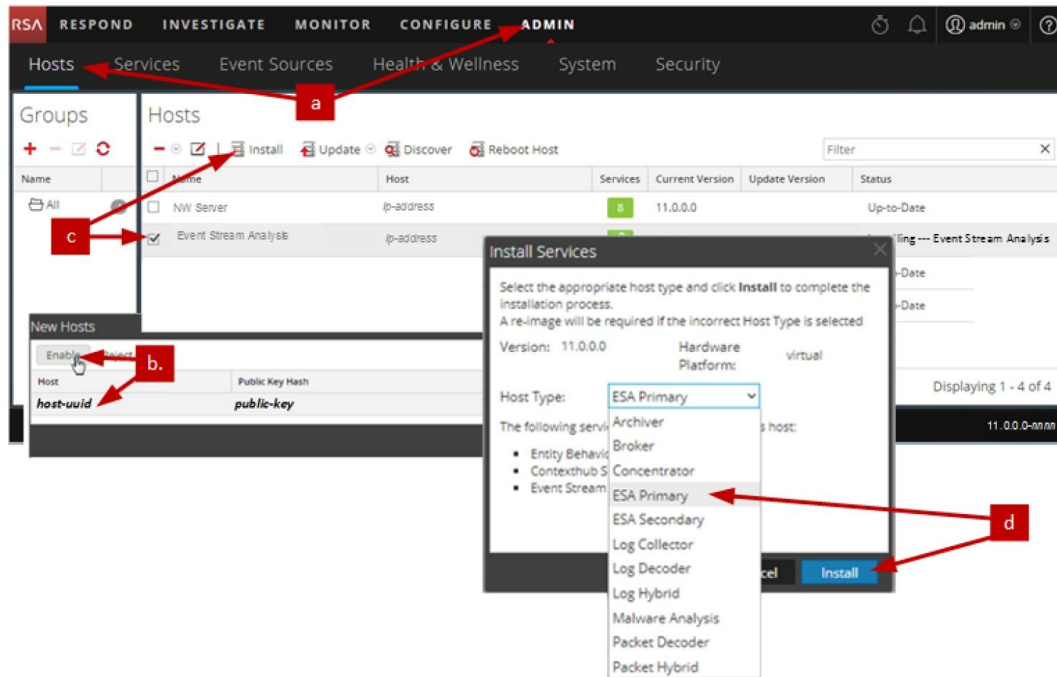 RSA RESPOND INVESTIGATE MONITOR CONFIGURE ADMIN admin
Hosts Services Event Sources Health & Wellness System Security
a
Groups
Hosts
Install Update Discover Reboot Host
Filter
Name
Name Host Services Current Version Update Version Status
All
NW Server Ip-address 8 11.0.0.0 Up-to-Date
c
Event Stream Analysis Ip-address ling --- Event Stream Analysis
-Date
-Date
Displaying 1 - 4 of 4
11.0.0.0-nnnn
New Hosts
Enable Reject
b.
Host Public Key Hash
host-uuid public-key
Install Services
Select the appropriate host type and click Install to complete the
installation process.
A re-image will be required if the incorrect Host Type is selected
Version: 11.0.0.0 Hardware Platform: virtual
Host Type: ESA Primary
The following servi s host:
Entity Behavio
Contexthub S
Event Stream
Archiver
Broker
Concentrator
ESA Primary
ESA Secondary
Log Collector
Log Decoder
Log Hybrid
Malware Analysis
Packet Decoder
Packet Hybrid
d
cel Install